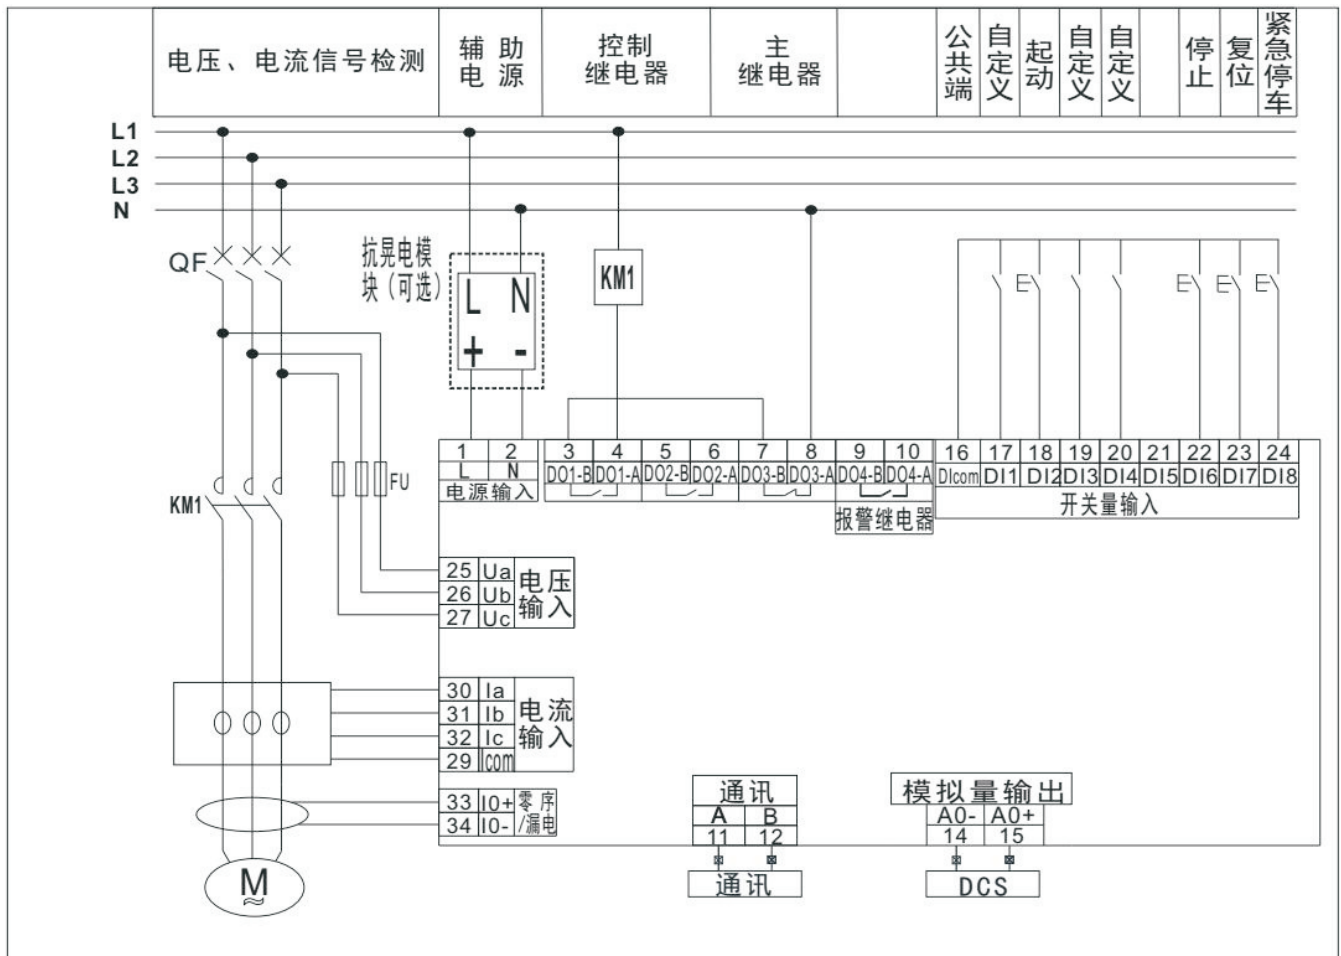 电压、电流信号检测
辅助
电源
控制
继电器
主
继电器
公共端
自定义
起动
自定义
自定义
停止
复位
紧急停车
L1
L2
L3
N
QF
抗晃电模
块（可选）
L N
+ -
KM1
FU
KM1
1 2
L N
电源输入
3 4 5 6 7 8
DO1-B DO1-A DO2-B DO2-A DO3-B DO3-A
9 10
DO4-B DO4-A
报警继电器
16 17 18 19 20 21 22 23 24
DIcom DI1 DI2 DI3 DI4 DI5 DI6 DI7 DI8
开关量输入
25 Ua
26 Ub
27 Uc
电压
输入
30 Ia
31 Ib
32 Ic
29 Icom
电流
输入
33 I0+ 零序
34 I0- /漏电
通讯
A B
11 12
通讯
模拟量输出
A0- A0+
14 15
DCS
M
≈